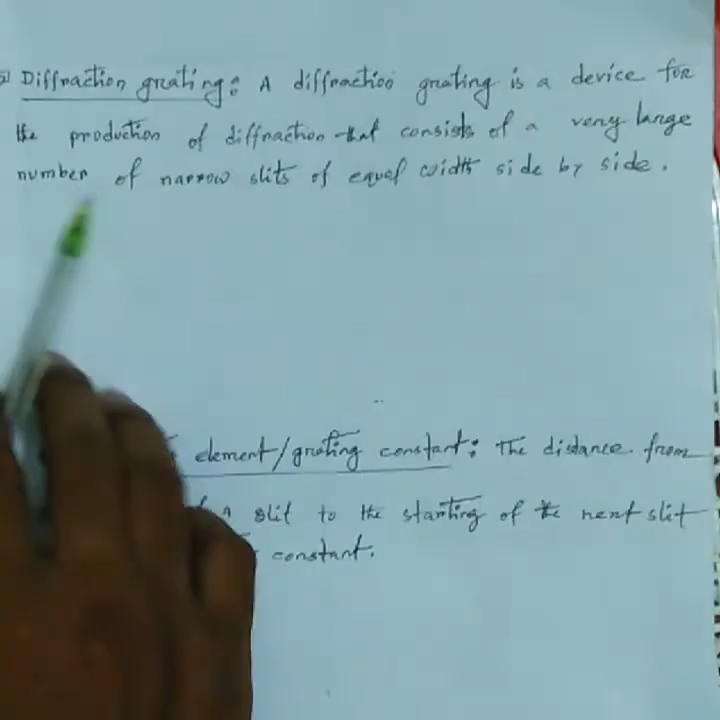 Diffraction grating: A diffraction grating is a device for
the production of diffraction that consists of a very large
number of narrow slits of equal width side by side.
element/grating constant: The distance from
a slit to the starting of the next slit
constant.